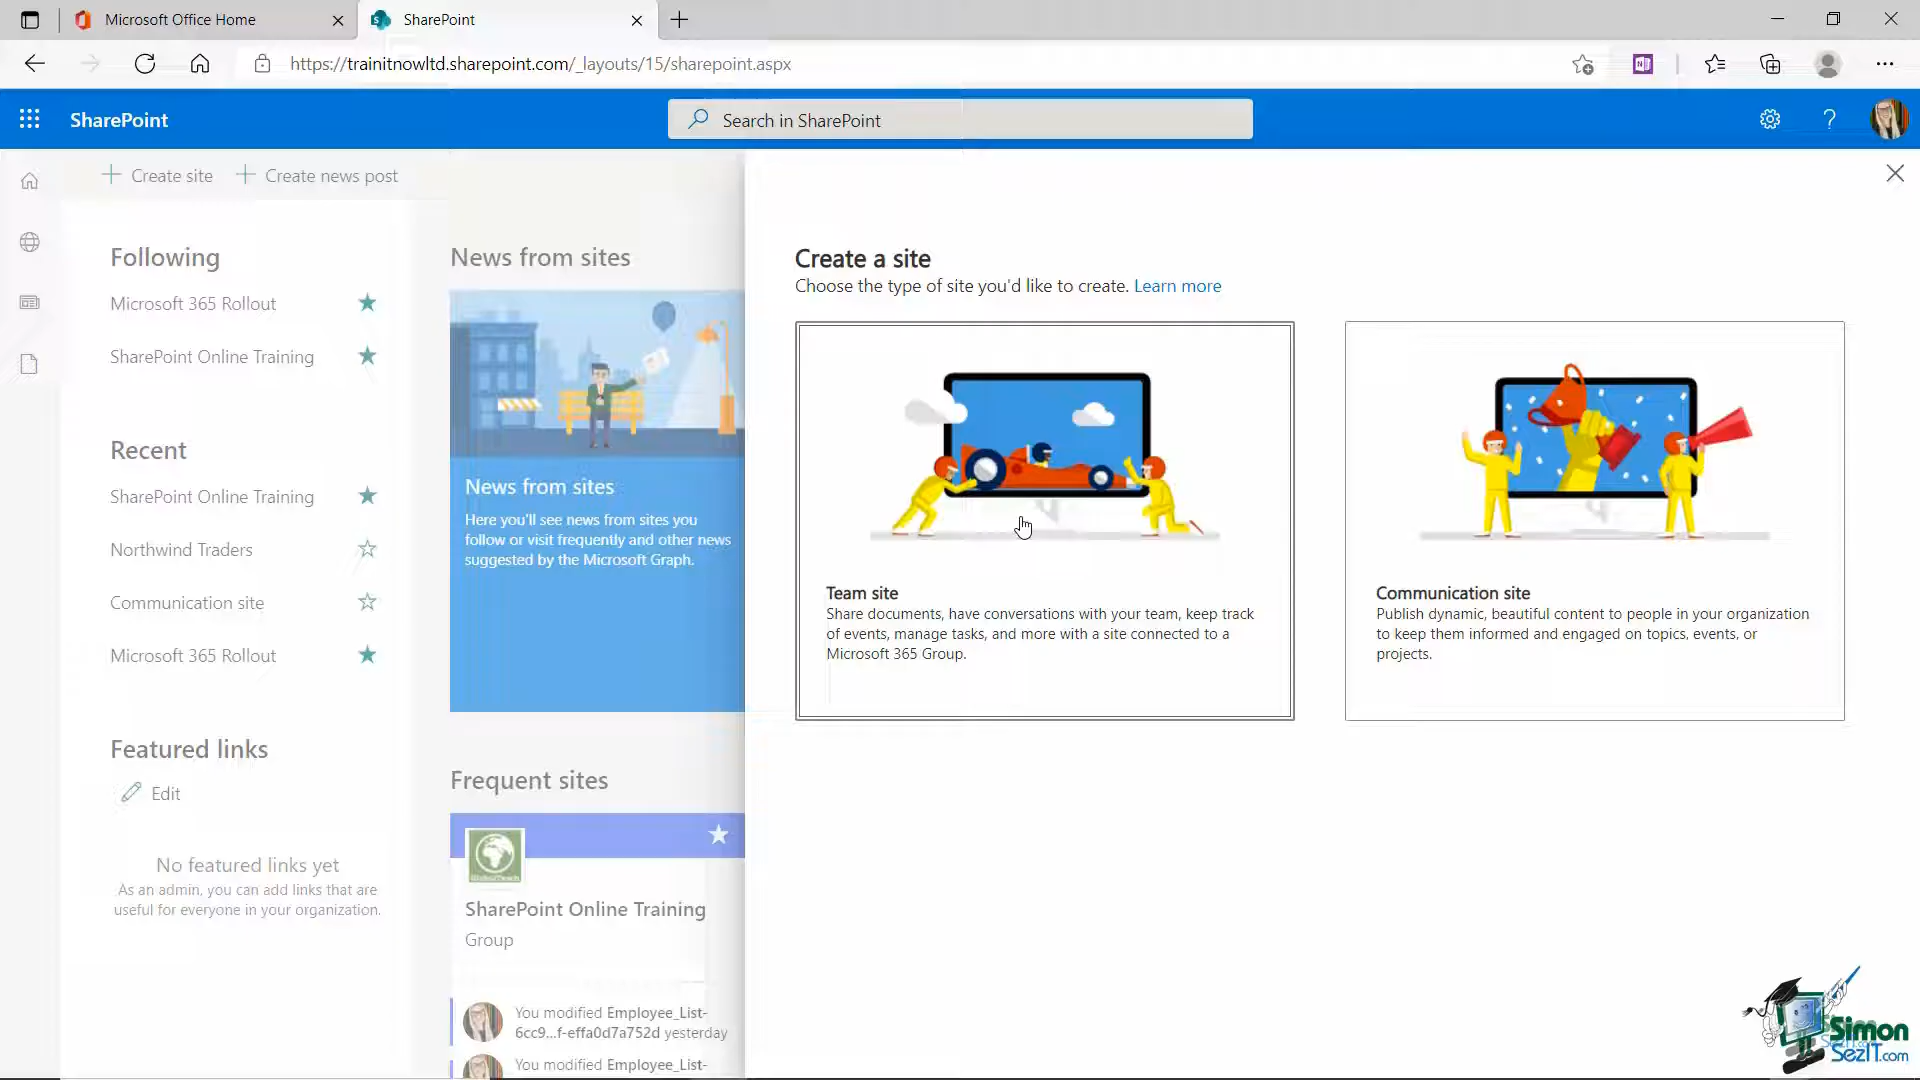 Microsoft Office Home
SharePoint
https://trainitnowltd.sharepoint.com/_layouts/15/sharepoint.aspx
SharePoint
Search in SharePoint
Create site
Create news post
Following
Microsoft 365 Rollout
SharePoint Online Training
Recent
SharePoint Online Training
Northwind Traders
Communication site
Microsoft 365 Rollout
Featured links
Edit
No featured links yet
As an admin, you can add links that are
useful for everyone in your organization.
News from sites
News from sites
Here you'll see news from sites you
follow or visit frequently and other news
suggested by the Microsoft Graph.
Frequent sites
SharePoint Online Training
Group
You modified Employee_List-
6cc9...f-effa0d7a752d yesterday
You modified Employee_List-
Create a site
Choose the type of site you'd like to create. Learn more
Team site
Share documents, have conversations with your team, keep track
of events, manage tasks, and more with a site connected to a
Microsoft 365 Group.
Communication site
Publish dynamic, beautiful content to people in your organization
to keep them informed and engaged on topics, events, or
projects.
Simon
SezIT.com